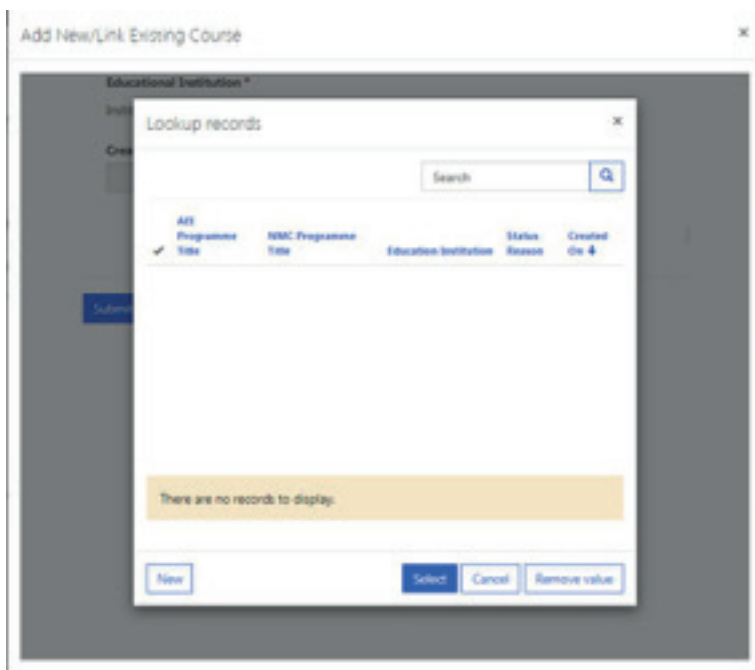 Add New/Link Existing Course
Educational Institution *
Lookup records
Search
AEI Programme Title
NMC Programme Title
Education Institution
Status Reason
Created On
There are no records to display.
New
Select
Cancel
Remove value